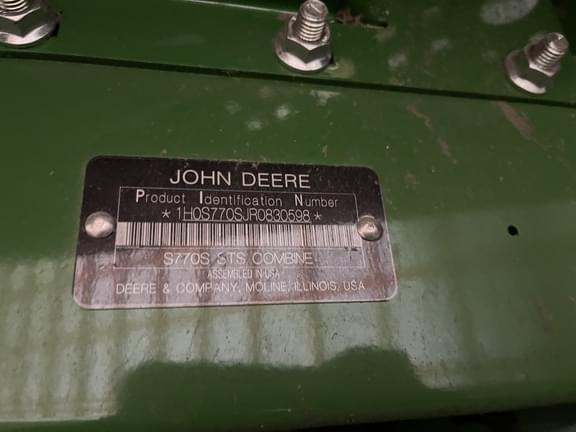 JOHN DEERE
Product Identification Number
*1H0S770SJR0830598*
S770S STS COMBINE
ASSEMBLED IN USA
DEERE & COMPANY, MOLINE, ILLINOIS, USA